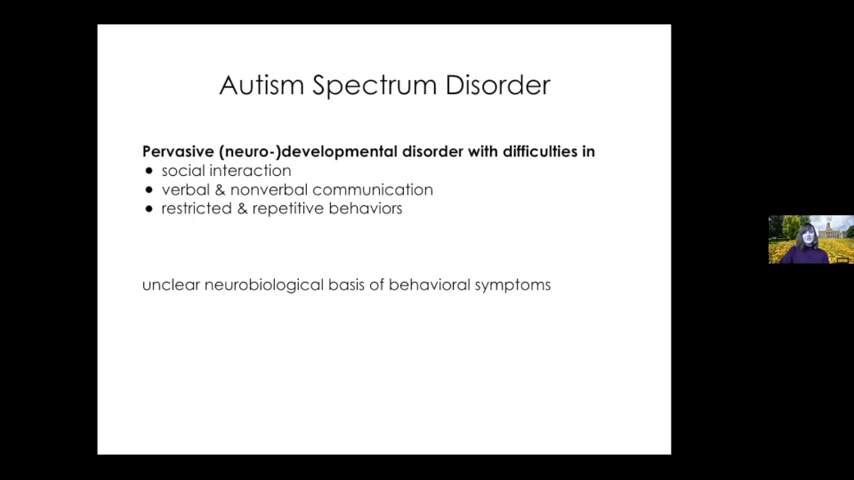 Autism Spectrum Disorder
Pervasive (neuro-)developmental disorder with difficulties in
● social interaction
● verbal & nonverbal communication
● restricted & repetitive behaviors
unclear neurobiological basis of behavioral symptoms